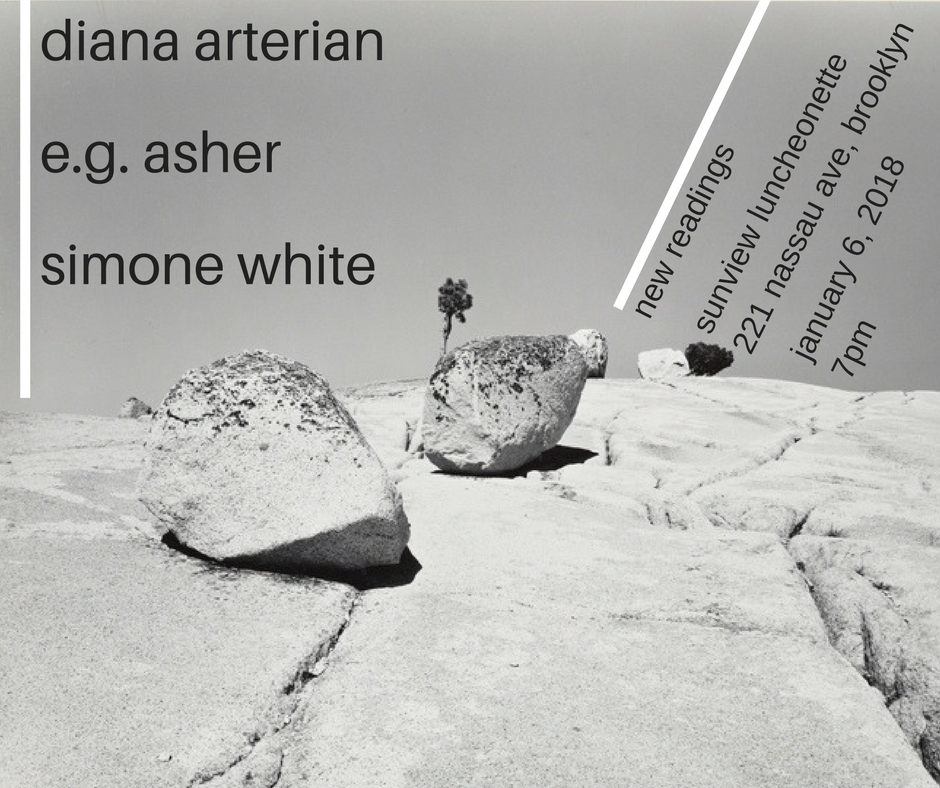 diana arterian
e.g. asher
simone white
new readings
sunview luncheonette
221 nassau ave, brooklyn
january 6, 2018
7pm